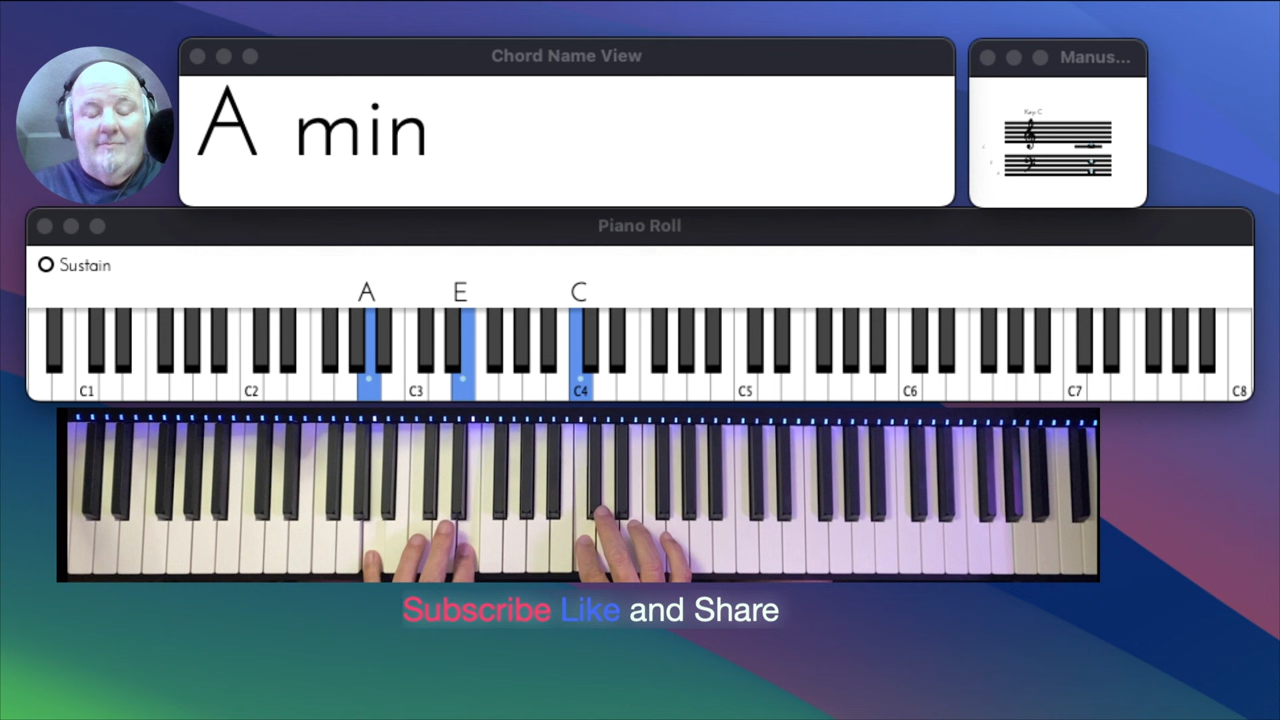 Chord Name View
A min
Manus...
Key: C
Piano Roll
Sustain
A E C
C1 C2 C3 C4 C5 C6 C7 C8
Subscribe Like and Share